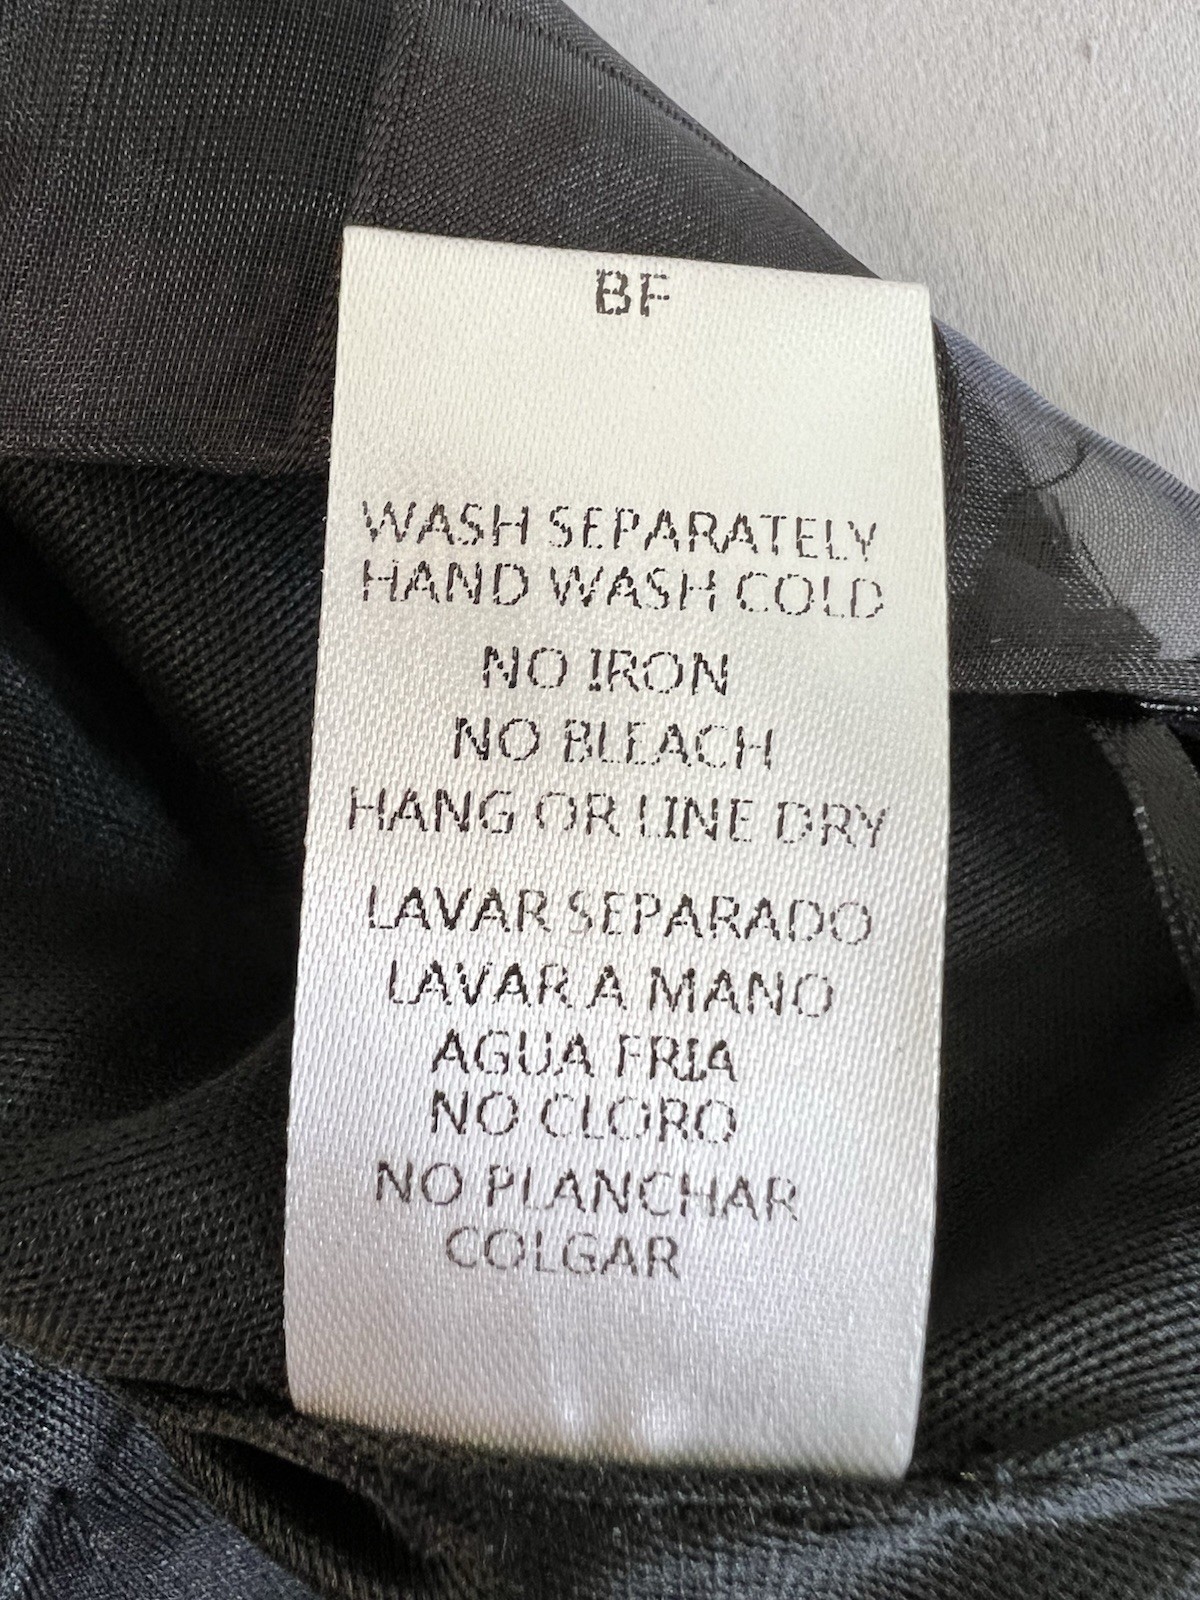 BF
WASH SEPARATELY
HAND WASH COLD
NO IRON
NO BLEACH
HANG OR LINE DRY
LAVAR SEPARADO
LAVAR A MANO
AGUA FRIA
NO CLORO
NO PLANCHAR
COLGAR